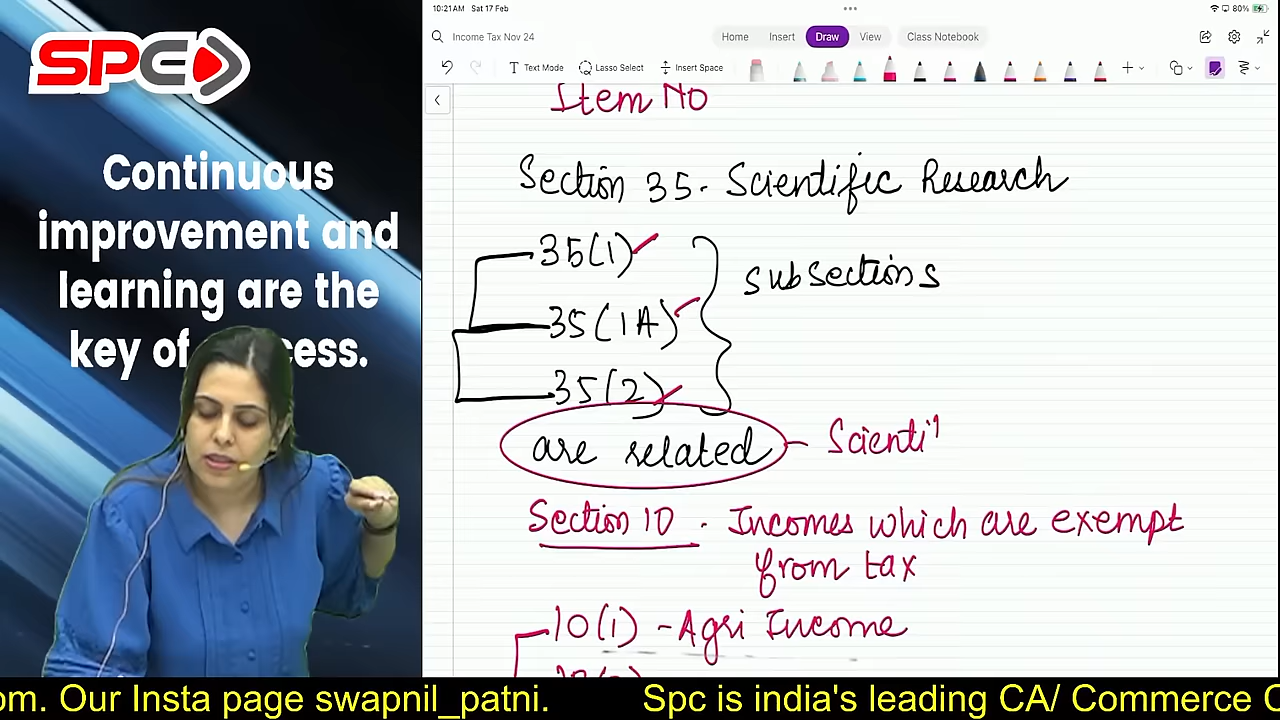 10:21AM Sat 17 Feb
80%
SPC
Income Tax Nov 24
Home Insert Draw View Class Notebook
Text Mode Lasso Select Insert Space
Continuous
improvement and
learning are the
key of cess.
Item No
Section 35 - Scientific Research
35(1)
35(1A)
35(2)
subsections
are related - Scienti
Section 10 - Incomes which are exempt
from tax
10(1) - Agri Income
om. Our Insta page swapnil_patni. Spc is india's leading CA/ Commerce C